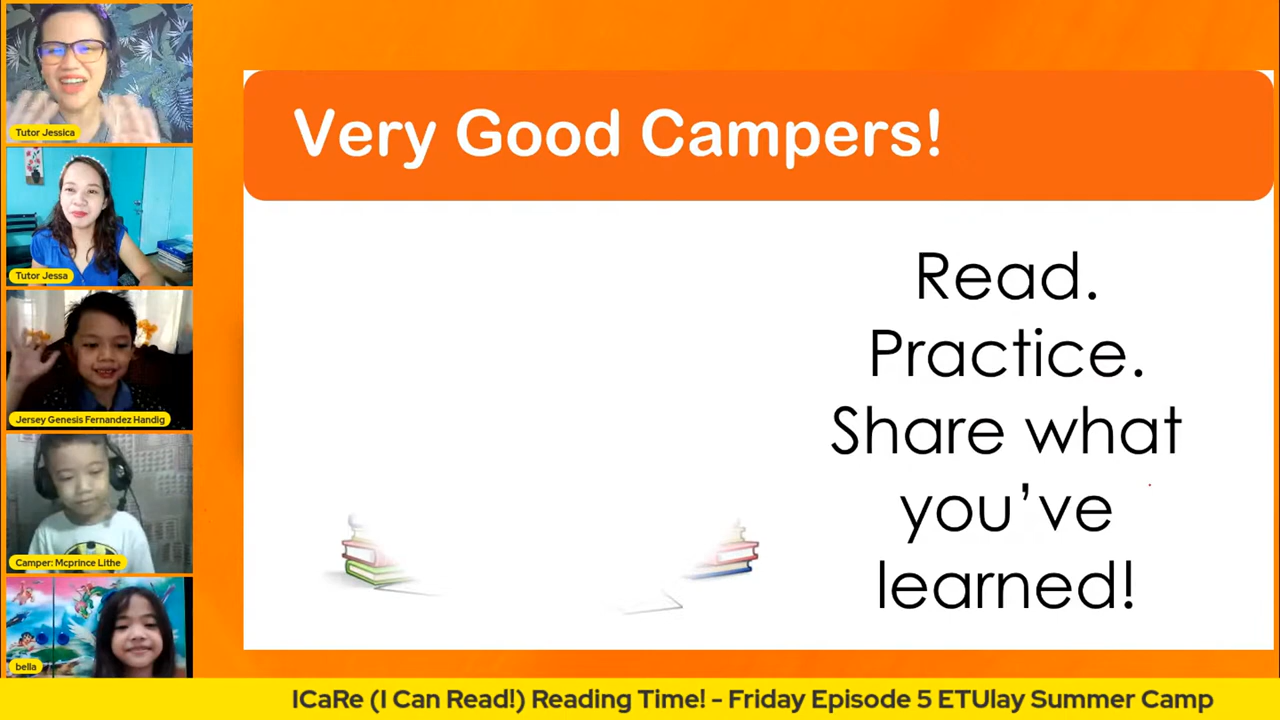 Tutor Jessica
Tutor Jessa
Jersey Genesis Fernandez Handig
Camper: Mcprince Lithe
bella
Very Good Campers!
Read.
Practice.
Share what
you’ve
learned!
ICaRe (I Can Read!) Reading Time! - Friday Episode 5 ETUlay Summer Camp